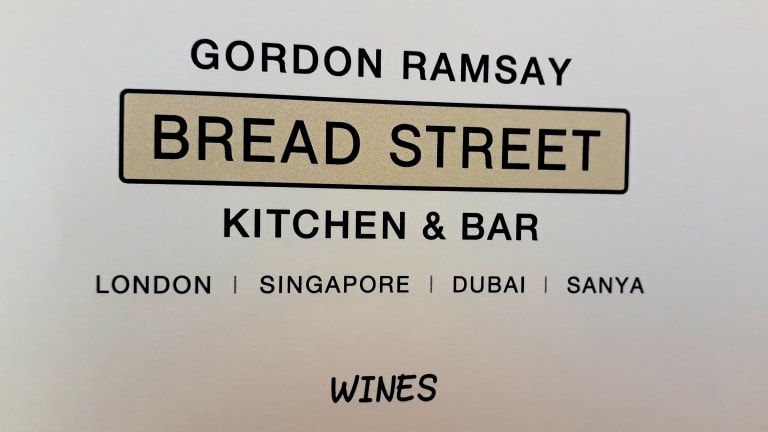 GORDON RAMSAY
BREAD STREET
KITCHEN & BAR
LONDON | SINGAPORE | DUBAI | SANYA
WINES